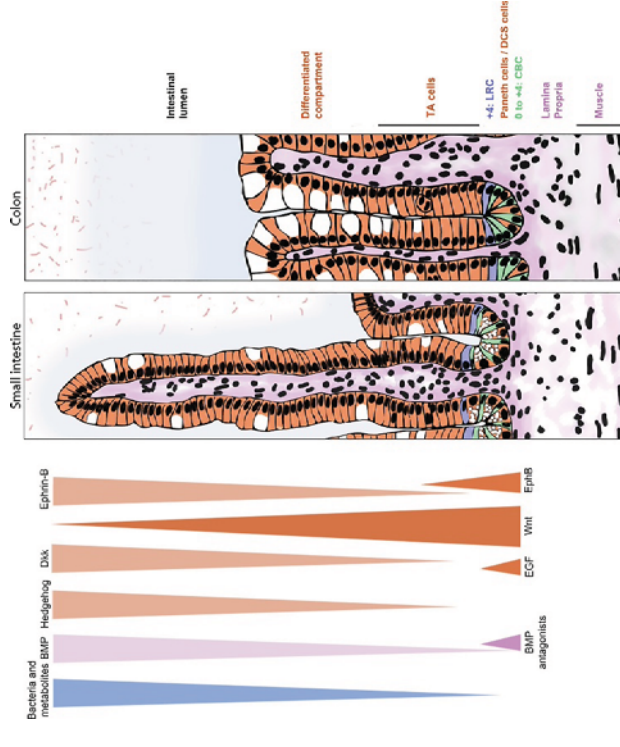 Colon
Small intestine
Intestinal
lumen
Differentiated
compartment
TA cells
+4: LRC
Paneth cells / DCS cells
0 to +4: CBC
Lamina
Propria
Muscle
Ephrin-B
Dkk
Hedgehog
BMP
Bacteria and
metabolites
EphB
Wnt
EGF
BMP
antagonists